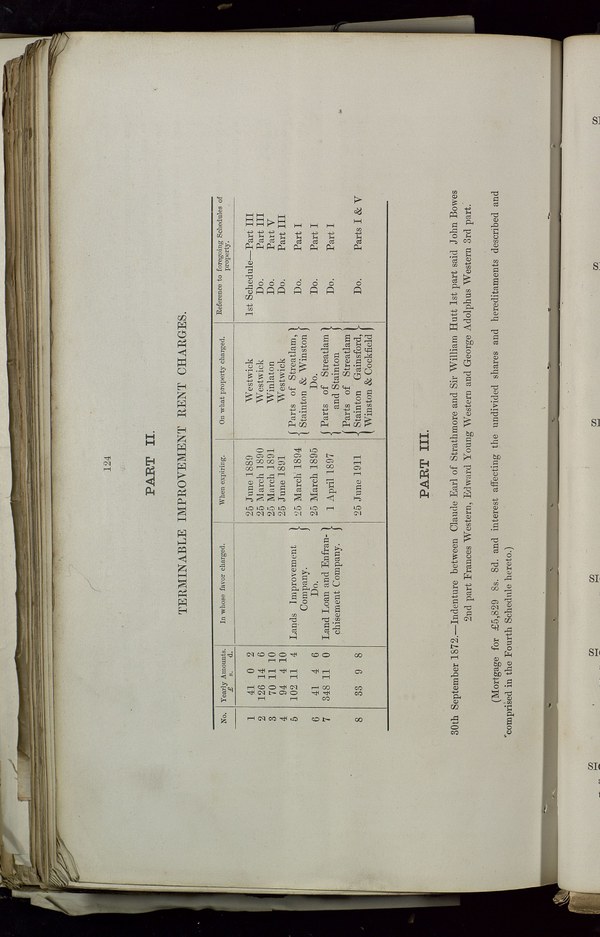 124
PART II.
TERMINABLE IMPROVEMENT RENT CHARGES.
No. Yearly Amounts. In whose favor charged. When expiring. On what property charged. Reference to foregoing Schedules of property.
£ s. d.
1 41 0 2 25 June 1889 Westwick 1st Schedule—Part III
2 126 14 6 25 March 1890 Westwick Do. Part III
3 70 11 10 25 March 1891 Winlaton Do. Part V
4 94 4 10 25 June 1891 Westwick Do. Part III
5 102 11 4 Lands Improvement Company. 25 March 1894 Parts of Streatlam, Stainton & Winston Do. Part I
6 41 4 6 Do. 25 March 1895 Do. Do. Part I
7 348 11 0 Land Loan and Enfranchisement Company. 1 April 1897 Parts of Streatlam and Stainton Do. Part I
8 33 9 8 25 June 1911 Parts of Streatlam Stainton Gainsford, Winston & Cockfield Do. Parts I & V
PART III.
30th September 1872.—Indenture between Claude Earl of Strathmore and Sir William Hutt 1st part said John Bowes
2nd part Frances Western, Edward Young Western and George Adolphus Western 3rd part.
(Mortgage for £5,829 8s. 8d. and interest affecting the undivided shares and hereditaments described and
comprised in the Fourth Schedule hereto.)